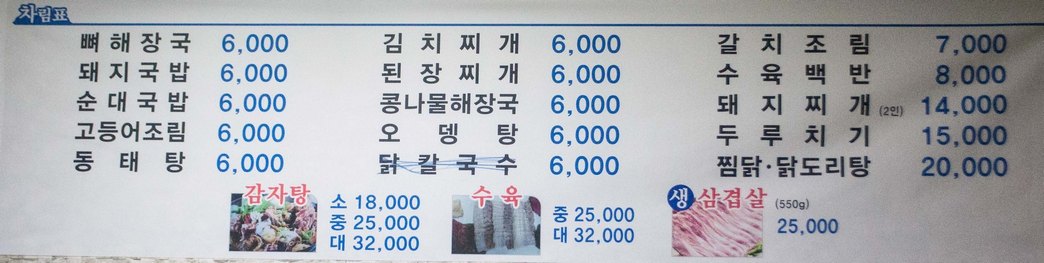 차림표
뼈해장국 6,000
돼지국밥 6,000
순대국밥 6,000
고등어조림 6,000
동태탕 6,000
김치찌개 6,000
된장찌개 6,000
콩나물해장국 6,000
오뎅탕 6,000
닭칼국수 6,000
갈치조림 7,000
수육백반 8,000
돼지찌개 (2인) 14,000
두루치기 15,000
찜닭·닭도리탕 20,000
감자탕
소 18,000
중 25,000
대 32,000
수육
중 25,000
대 32,000
생 삼겹살 (550g)
25,000